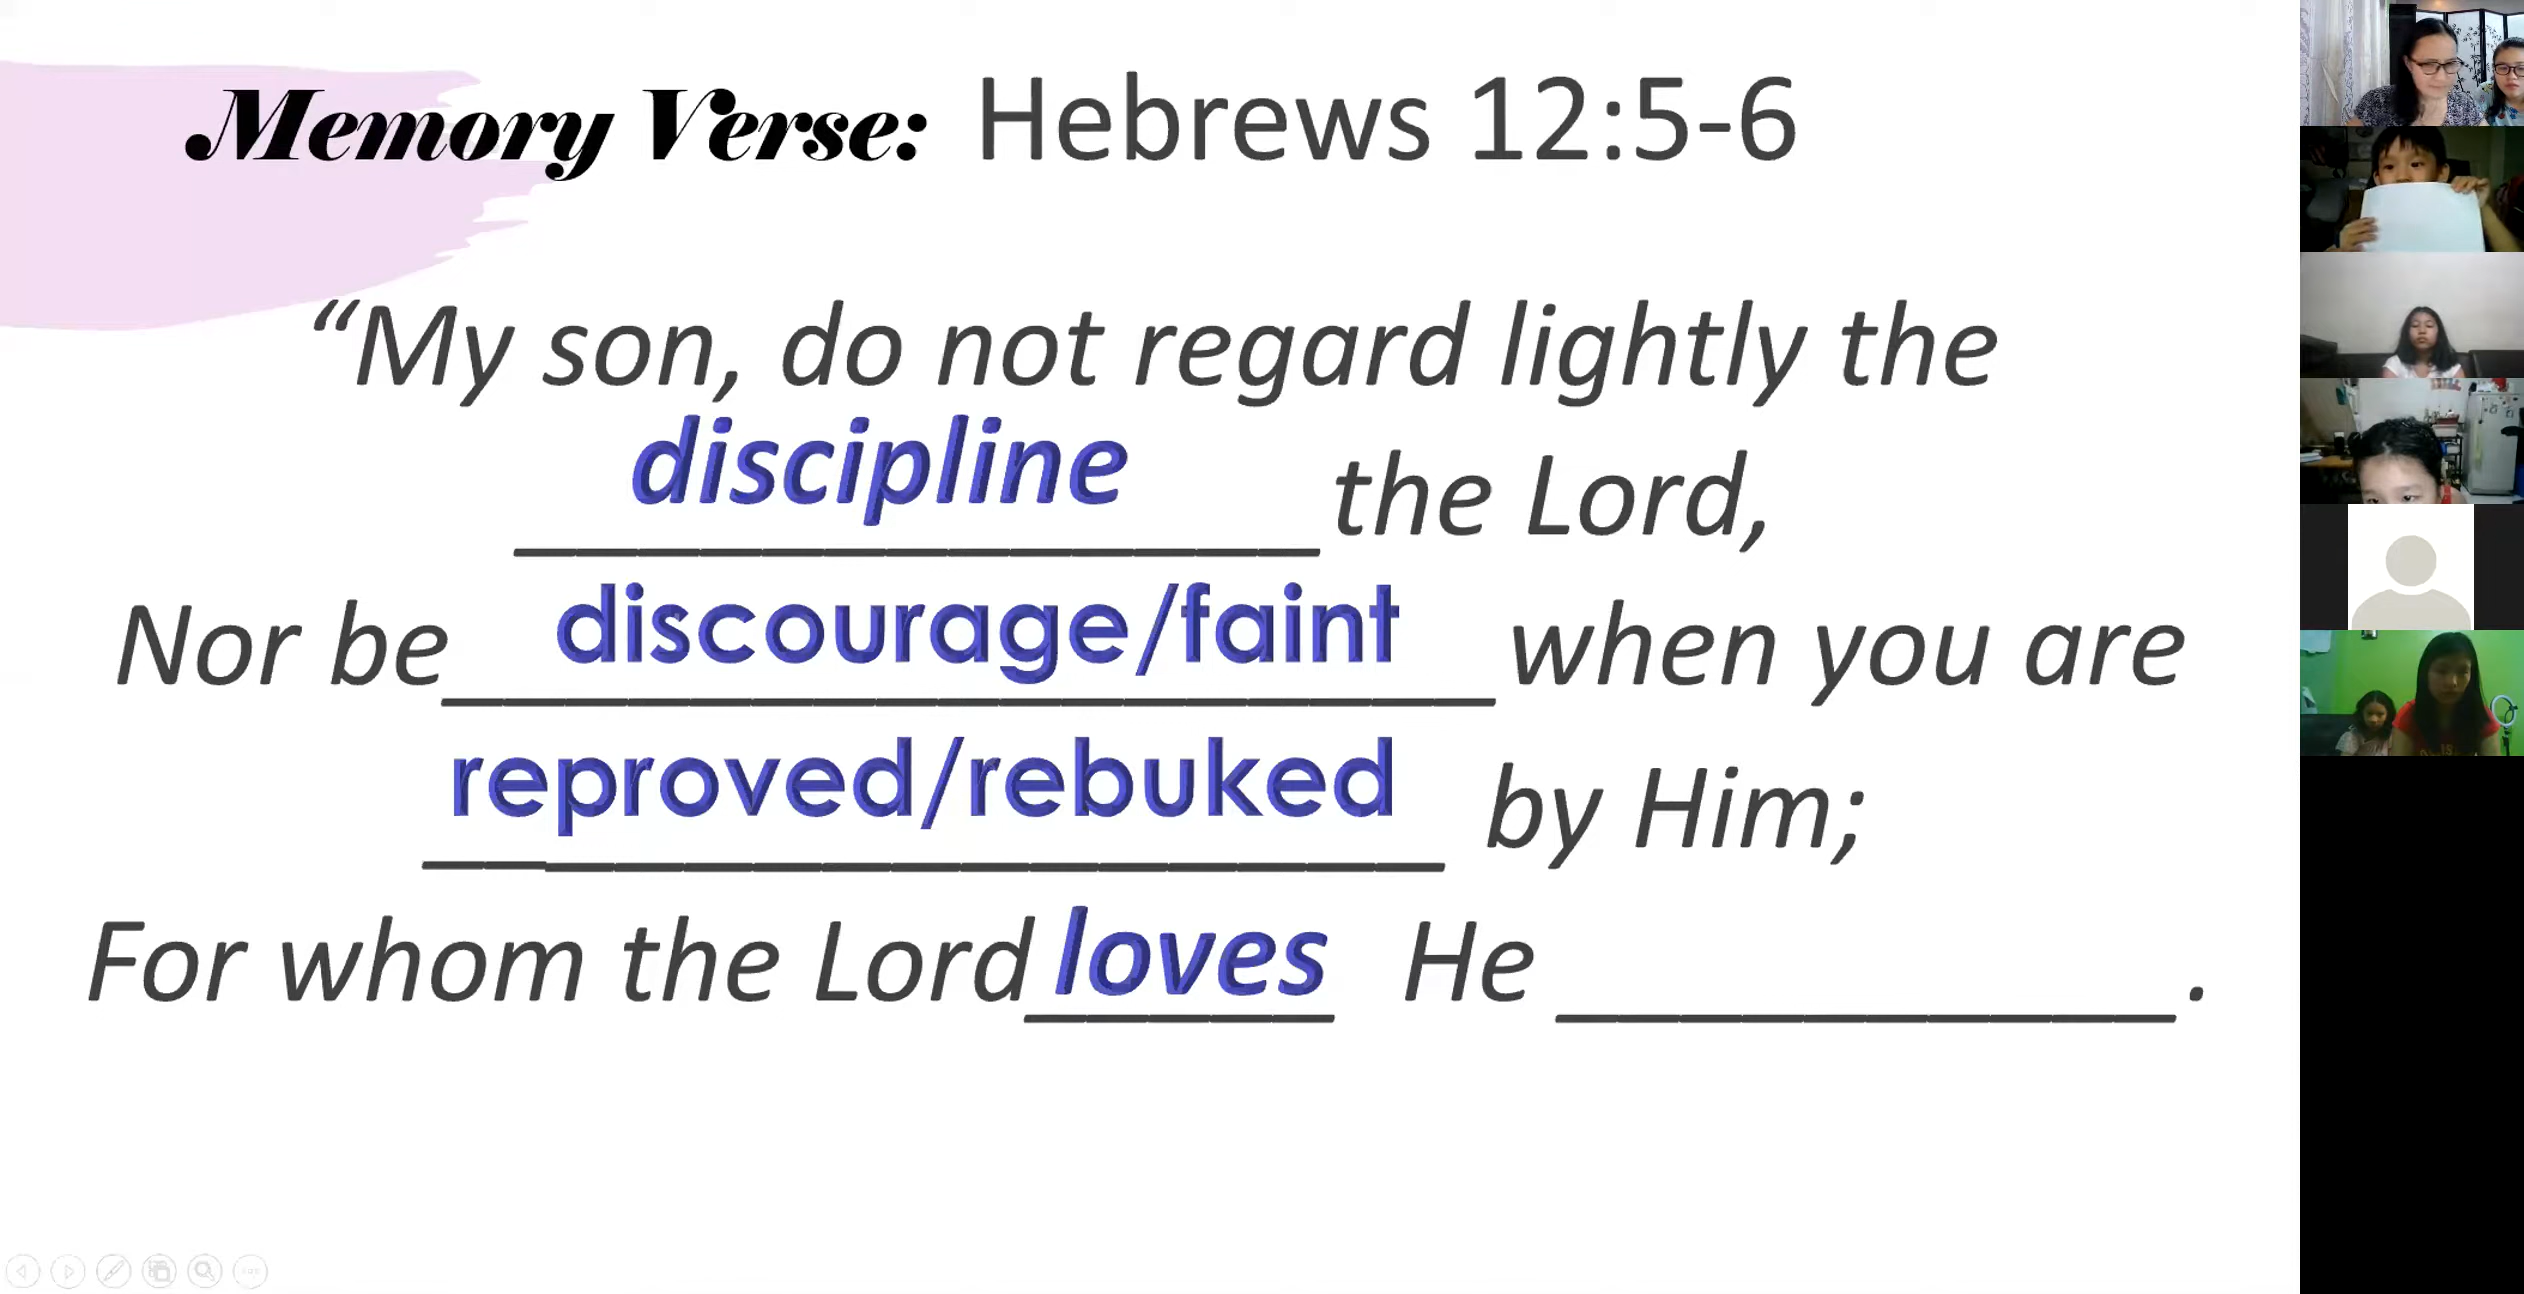 Memory Verse: Hebrews 12:5-6
“My son, do not regard lightly the
discipline the Lord,
Nor be discourage/faint when you are
reproved/rebuked by Him;
For whom the Lord loves He __________.